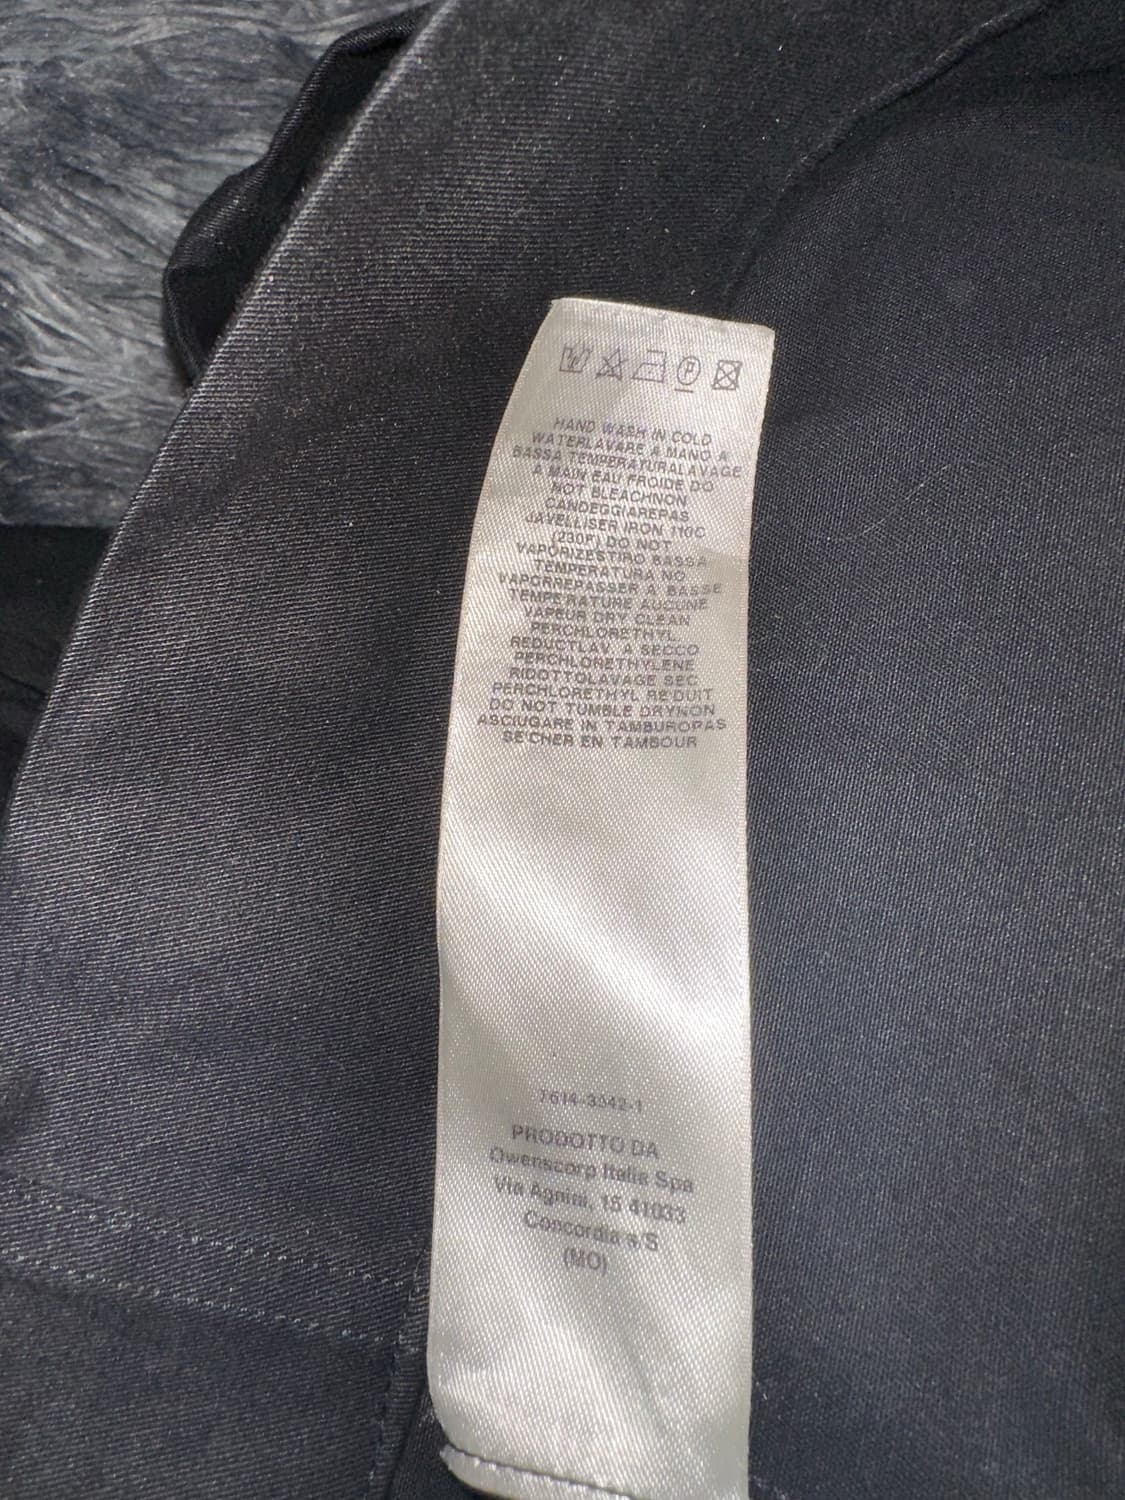 HAND WASH IN COLD
WATERLAVARE A MANO A
BASSA TEMPERATURALAVAGE
A MAIN EAU FROIDE DO
NOT BLEACHNON
CANDEGGIAREPAS
JAVELLISER IRON 110C
(230F) DO NOT
VAPORIZESTIRO BASSA
TEMPERATURA NO
VAPORREPASSER A BASSE
TEMPERATURE AUCUNE
VAPEUR DRY CLEAN
PERCHLORETHYL.
REDUCTLAV. A SECCO
PERCHLORETHYLENE
RIDOTTOLAVAGE SEC
PERCHLORETHYL REDUIT
DO NOT TUMBLE DRYNON
ASCIUGARE IN TAMBUROPAS
SE'CHER EN TAMBOUR
7614-3042-1
PRODOTTO DA
Owenscorp Italia Spa
Via Agnini, 15 41033
Concordia s/S
(MO)